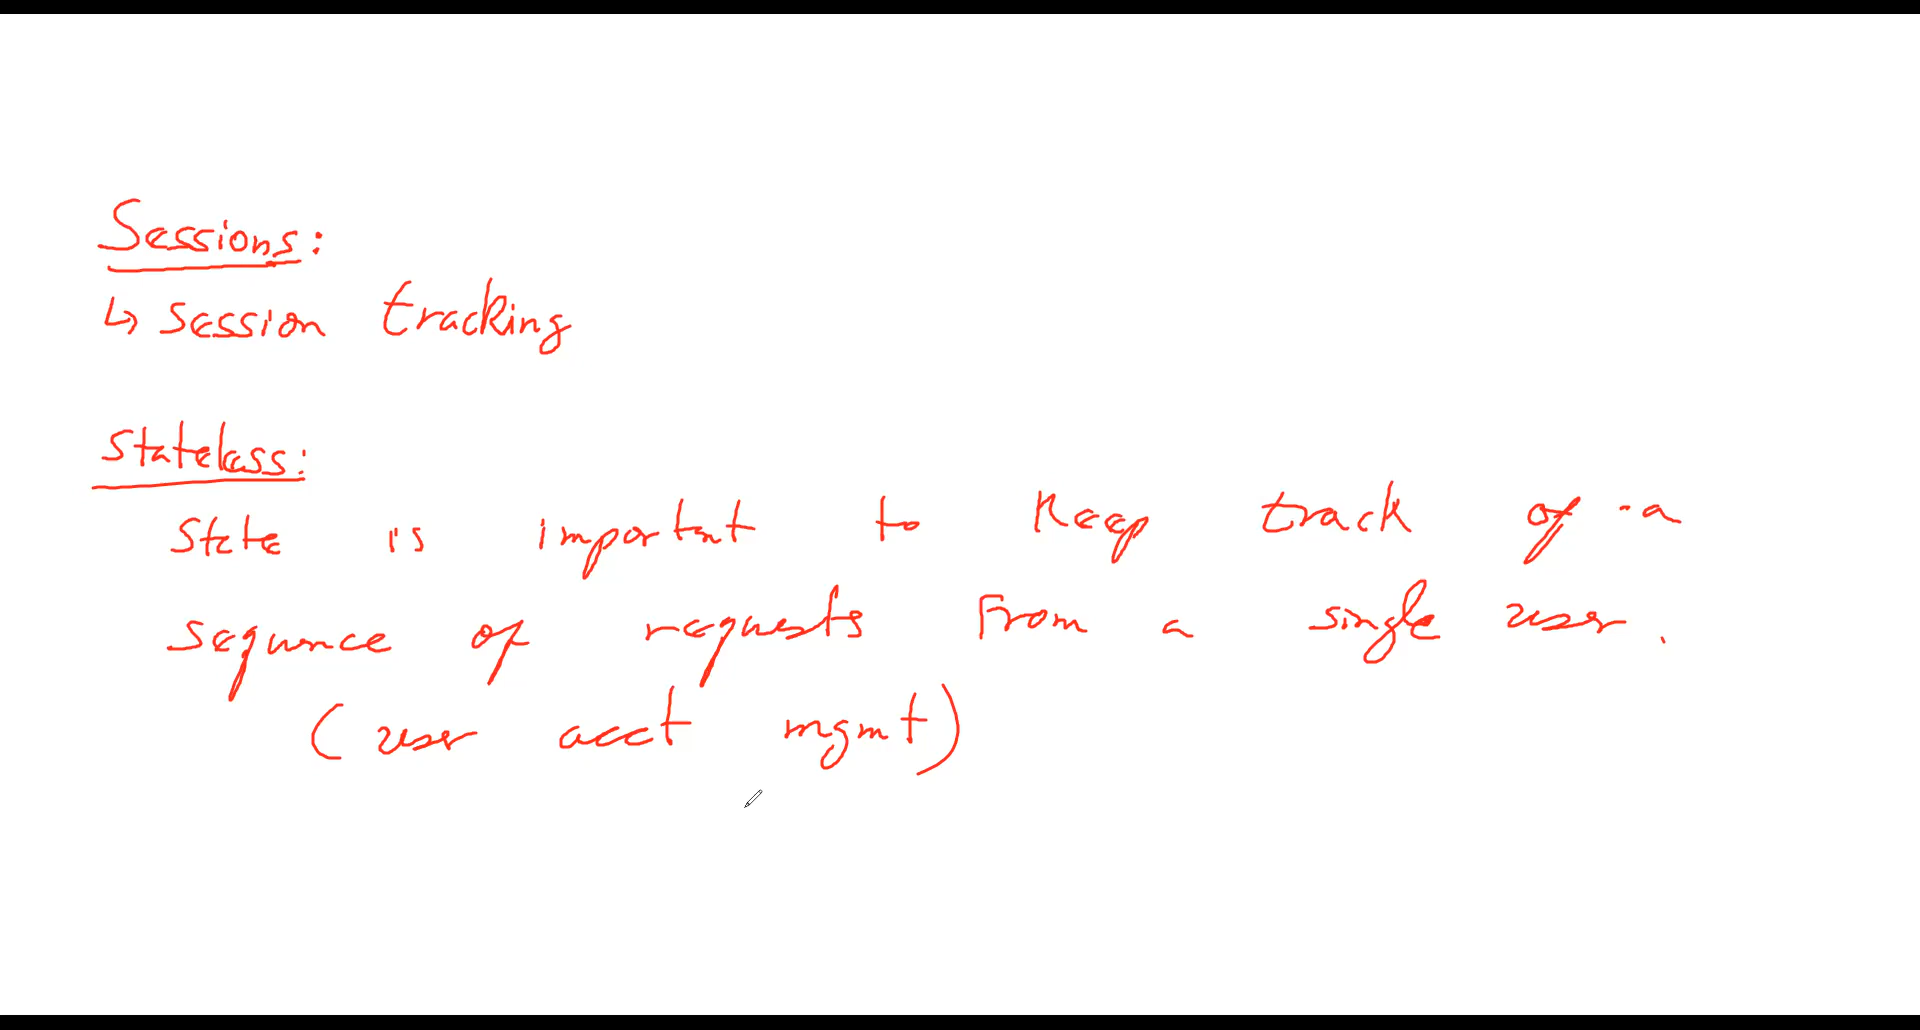 Sessions:
↳ session tracking
Stateless:
State is important to keep track of a
sequence of requests From a single user.
(user acct mgmt)